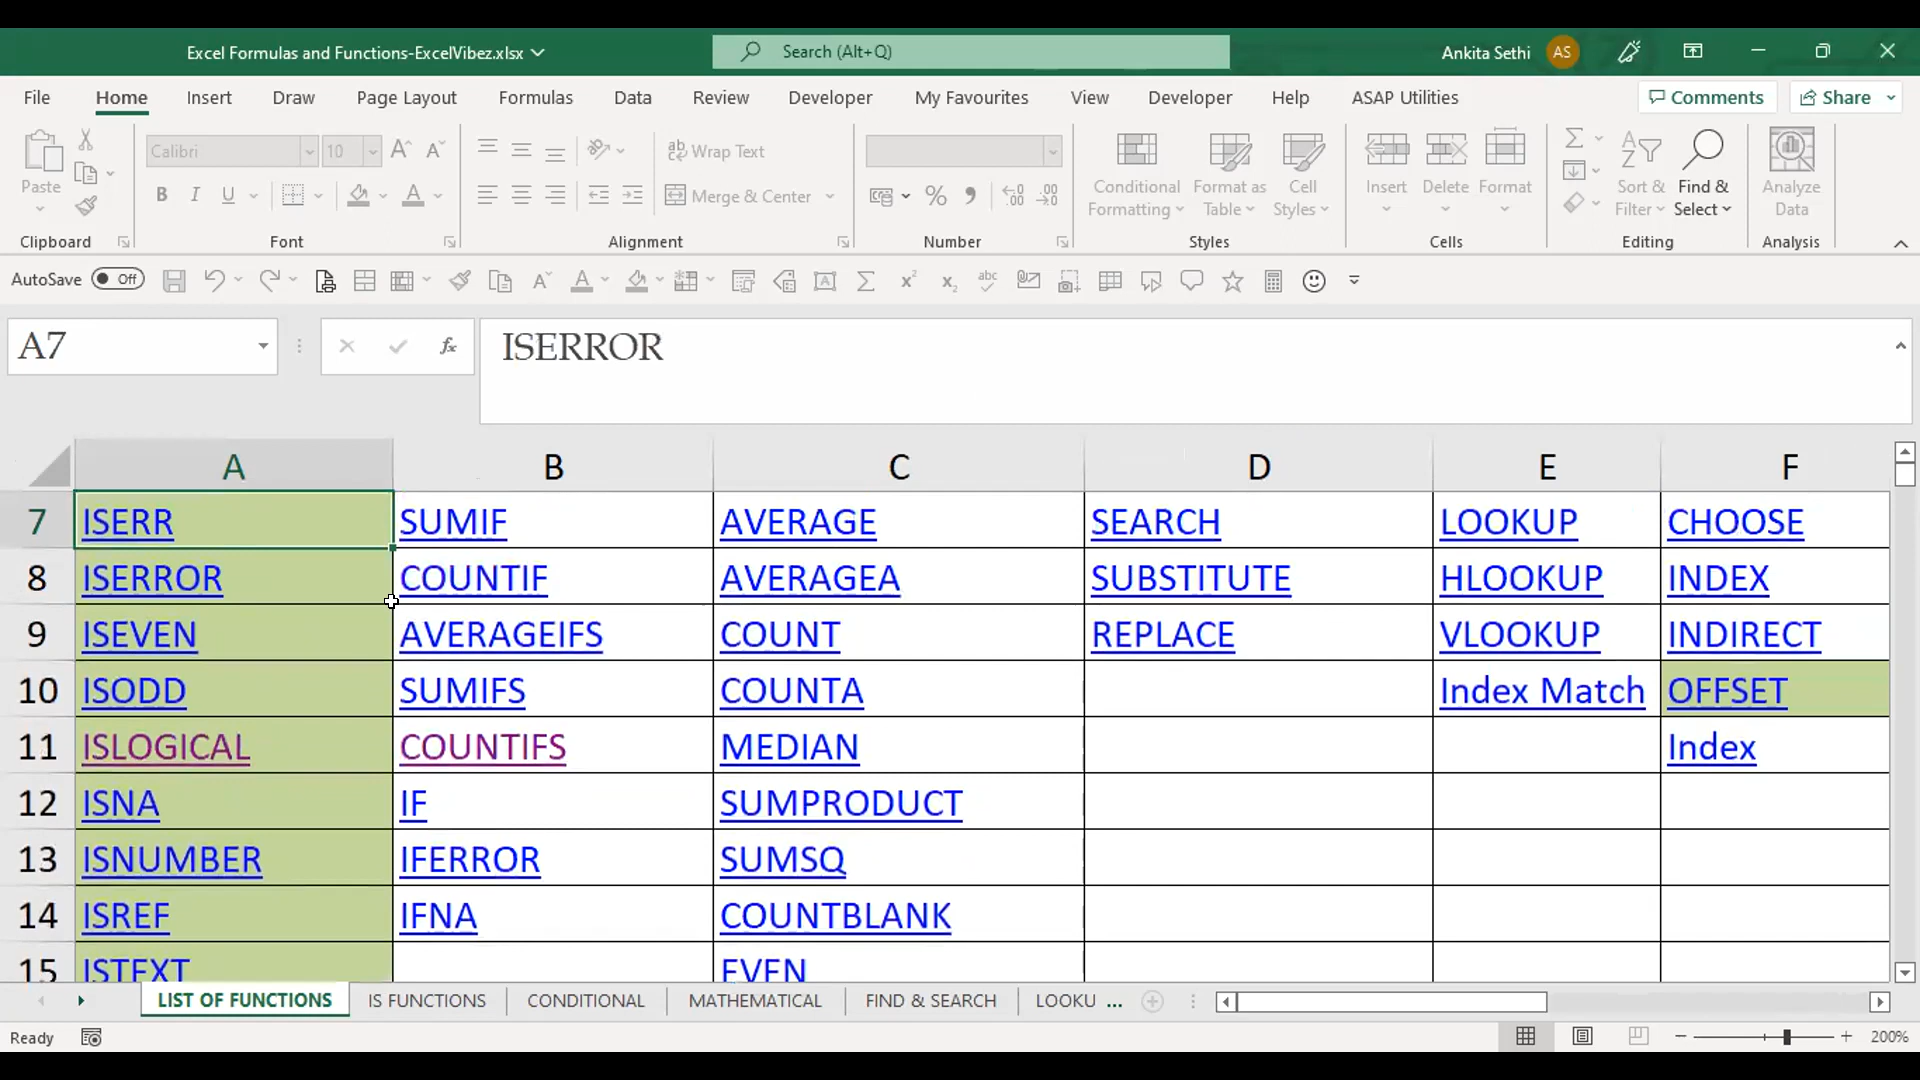 Excel Formulas and Functions-ExcelVibez.xlsx
Search (Alt+Q)
Ankita Sethi
AS
File Home Insert Draw Page Layout Formulas Data Review Developer My Favourites View Developer Help ASAP Utilities
Comments
Share
Calibri
10
Paste
B I U
ab Wrap Text
Merge & Center
%
Conditional Formatting
Format as Table
Cell Styles
Insert
Delete
Format
Sort & Filter
Find & Select
Analyze Data
Clipboard Font Alignment Number Styles Cells Editing Analysis
AutoSave Off
A7
fx
ISERROR
A B C D E F
7 ISERR SUMIF AVERAGE SEARCH LOOKUP CHOOSE
8 ISERROR COUNTIF AVERAGEA SUBSTITUTE HLOOKUP INDEX
9 ISEVEN AVERAGEIFS COUNT REPLACE VLOOKUP INDIRECT
10 ISODD SUMIFS COUNTA Index Match OFFSET
11 ISLOGICAL COUNTIFS MEDIAN Index
12 ISNA IF SUMPRODUCT
13 ISNUMBER IFERROR SUMSQ
14 ISREF IFNA COUNTBLANK
15 ISTEXT EVEN
LIST OF FUNCTIONS IS FUNCTIONS CONDITIONAL MATHEMATICAL FIND & SEARCH LOOKU ...
Ready
200%